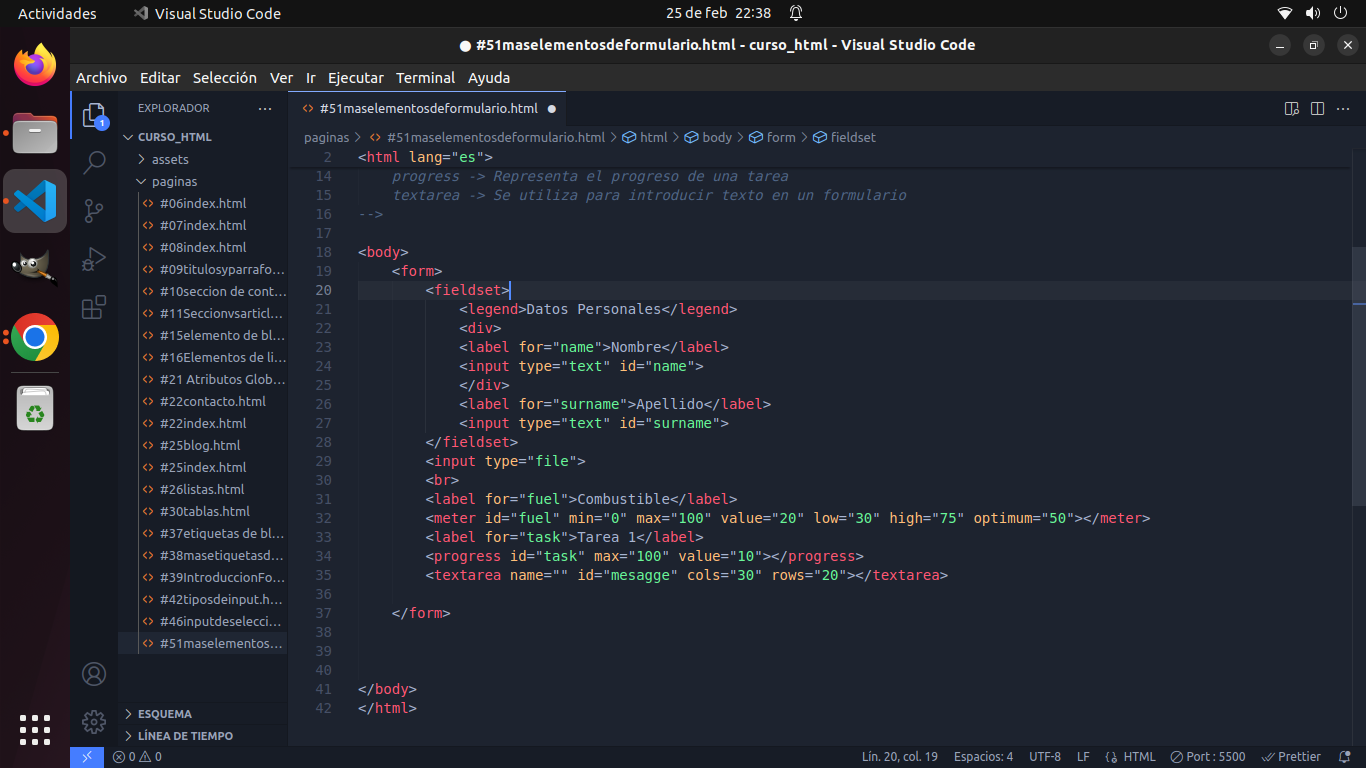 Actividades
Visual Studio Code
25 de feb 22:38
● #51maselementosdeformulario.html - curso_html - Visual Studio Code
Archivo Editar Selección Ver Ir Ejecutar Terminal Ayuda
EXPLORADOR
CURSO_HTML
assets
paginas
#06index.html
#07index.html
#08index.html
#09titulosyparrafo...
#10seccion de cont...
#11Seccionvsarticl...
#15elemento de bl...
#16Elementos de li...
#21 Atributos Glob...
#22contacto.html
#22index.html
#25blog.html
#25index.html
#26listas.html
#30tablas.html
#37etiquetas de bl...
#38masetiquetasd...
#39IntroduccionFo...
#42tiposdeinput.h...
#46inputdeselecci...
#51maselementos...
ESQUEMA
LÍNEA DE TIEMPO
1
#51maselementosdeformulario.html
paginas > #51maselementosdeformulario.html > html > body > form > fieldset
2 <html lang="es">
14 progress -> Representa el progreso de una tarea
15 textarea -> Se utiliza para introducir texto en un formulario
16 -->
17
18 <body>
19 <form>
20 <fieldset>
21 <legend>Datos Personales</legend>
22 <div>
23 <label for="name">Nombre</label>
24 <input type="text" id="name">
25 </div>
26 <label for="surname">Apellido</label>
27 <input type="text" id="surname">
28 </fieldset>
29 <input type="file">
30 <br>
31 <label for="fuel">Combustible</label>
32 <meter id="fuel" min="0" max="100" value="20" low="30" high="75" optimum="50"></meter>
33 <label for="task">Tarea 1</label>
34 <progress id="task" max="100" value="10"></progress>
35 <textarea name="" id="mesagge" cols="30" rows="20"></textarea>
36
37 </form>
38
39
40
41 </body>
42 </html>
0 0
Lín. 20, col. 19 Espacios: 4 UTF-8 LF HTML Port : 5500 Prettier